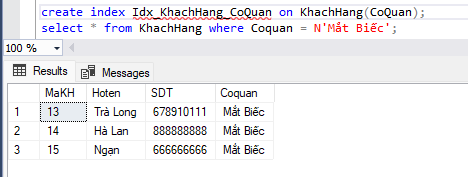 create index Idx_KhachHang_CoQuan on KhachHang(CoQuan);
select * from KhachHang where Coquan = N'Mắt Biếc';
100 %
Results Messages
MaKH Hoten SDT Coquan
1 13 Trà Long 678910111 Mắt Biếc
2 14 Hà Lan 888888888 Mắt Biếc
3 15 Ngạn 666666666 Mắt Biếc